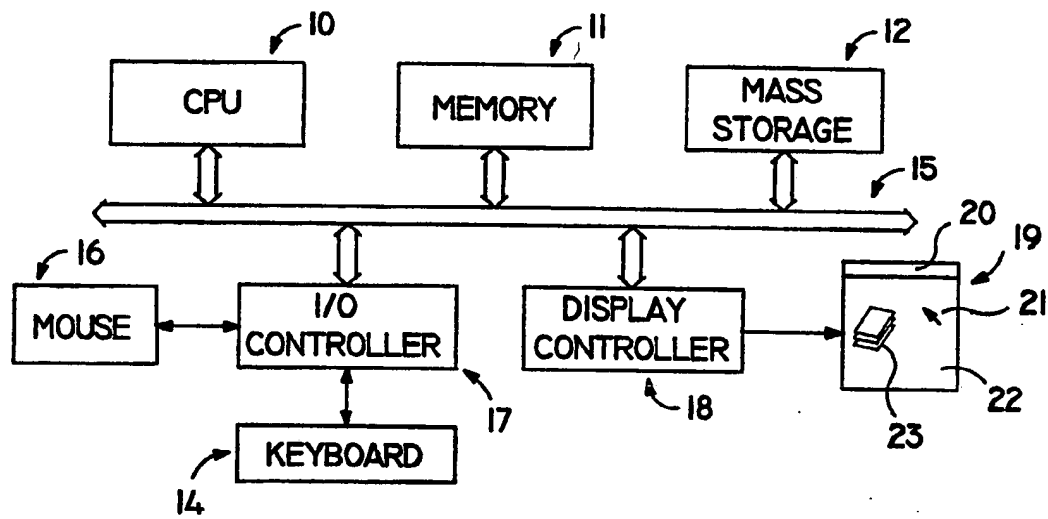 10
11
12
CPU
MEMORY
MASS
STORAGE
15
20
19
16
21
MOUSE
I/O
CONTROLLER
DISPLAY
CONTROLLER
22
17
18
23
KEYBOARD
14